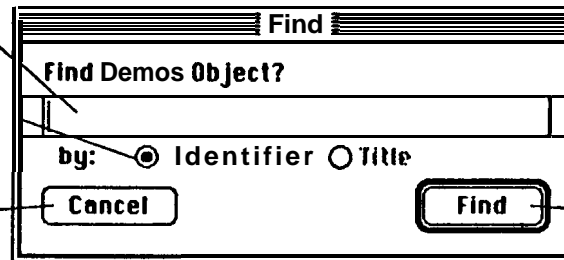 Find
Find Demos Object?
by: Identifier Title
Cancel Find